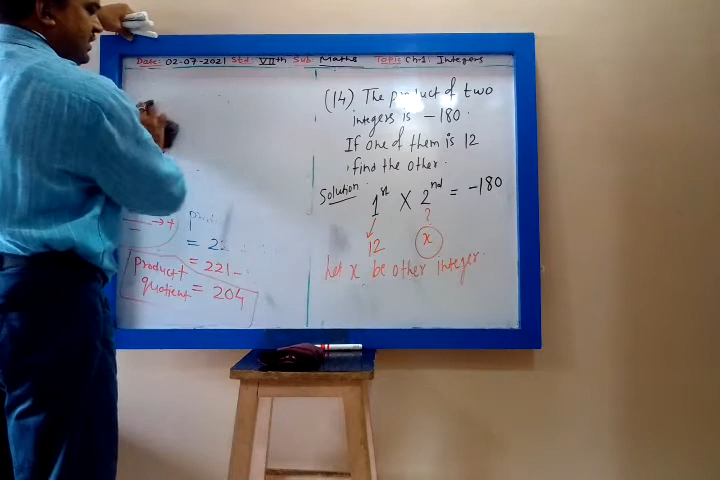 Date: 02-07-2021 Std: VIIth Sub: Maths Topic Ch1: Integers
= 22
= 221 -
product
quotient = 204
(14) The product of two
integers is -180.
If one of them is 12
find the other.
Solution
1st X 2nd = -180
?
12 x
Let x be other integer.